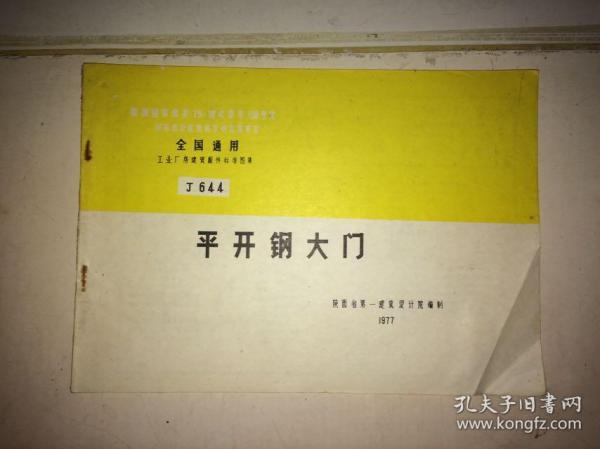 全国通用
工业厂房建筑配件标准图集
J644
平开钢大门
陕西省第一建筑设计院编制
1977
孔夫子旧书网
www.kongfz.com